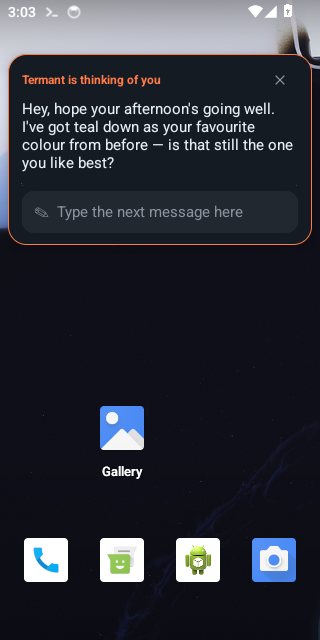 3:03
Termant is thinking of you
Hey, hope your afternoon's going well.
I've got teal down as your favourite
colour from before — is that still the one
you like best?
Type the next message here
Gallery